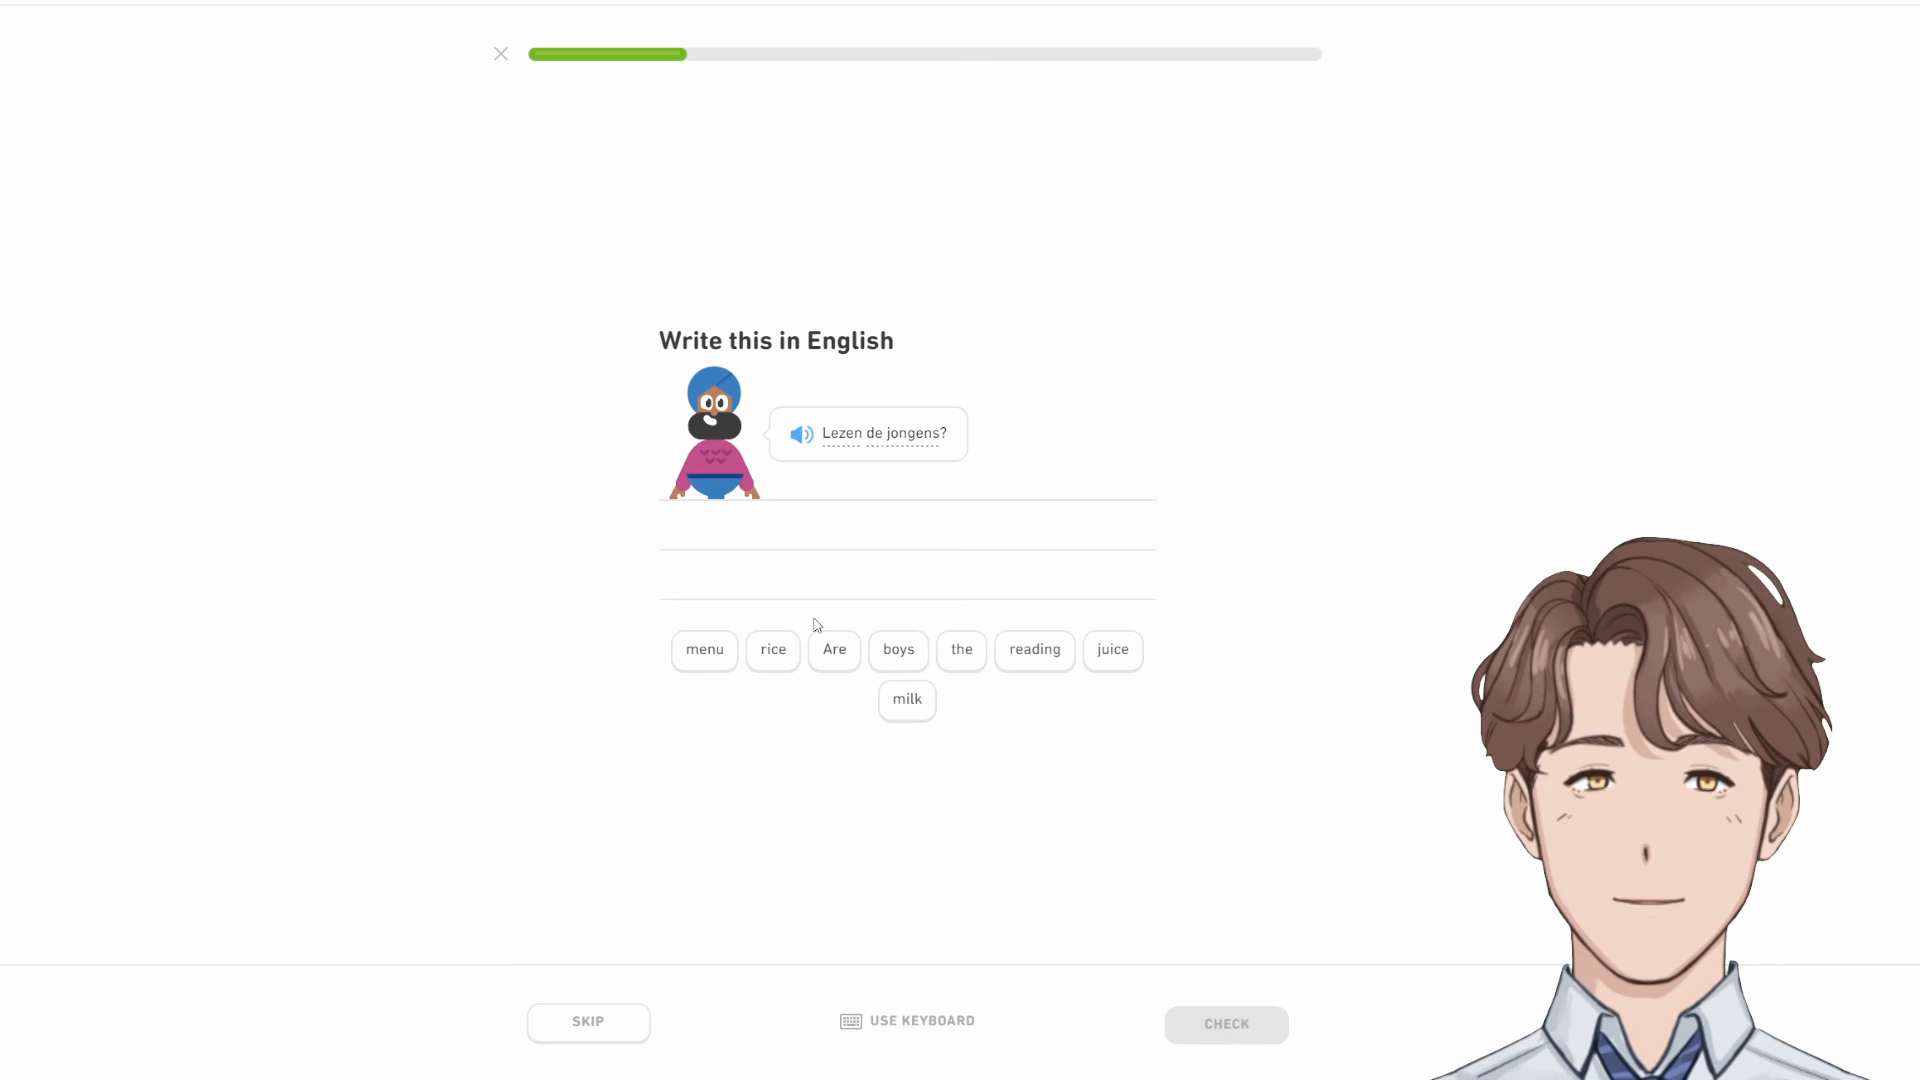 Write this in English
Lezen de jongens?
menu rice Are boys the reading juice
milk
SKIP USE KEYBOARD CHECK